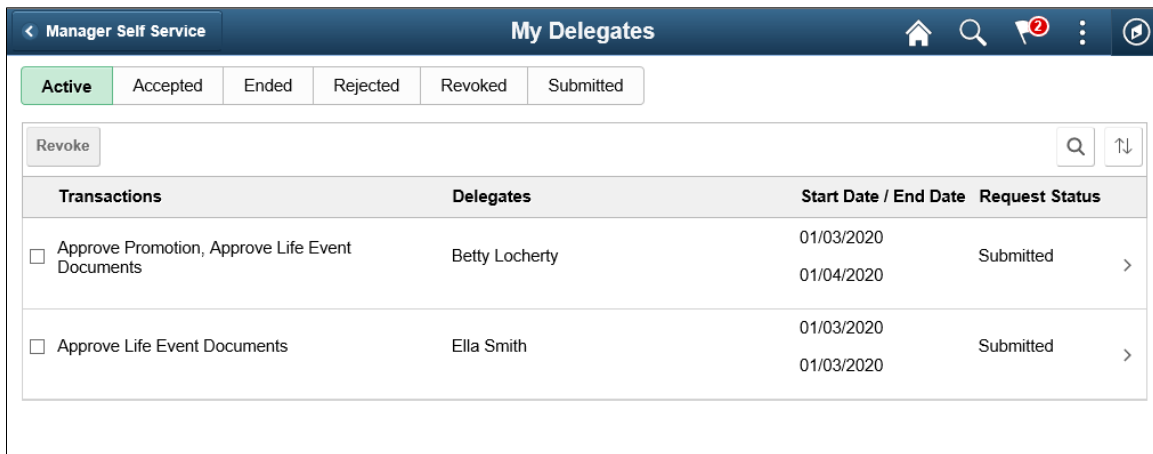 Manager Self Service
My Delegates
2
Active Accepted Ended Rejected Revoked Submitted
Revoke
Transactions Delegates Start Date / End Date Request Status
Approve Promotion, Approve Life Event
Documents
Betty Locherty
01/03/2020
01/04/2020
Submitted
Approve Life Event Documents
Ella Smith
01/03/2020
01/03/2020
Submitted